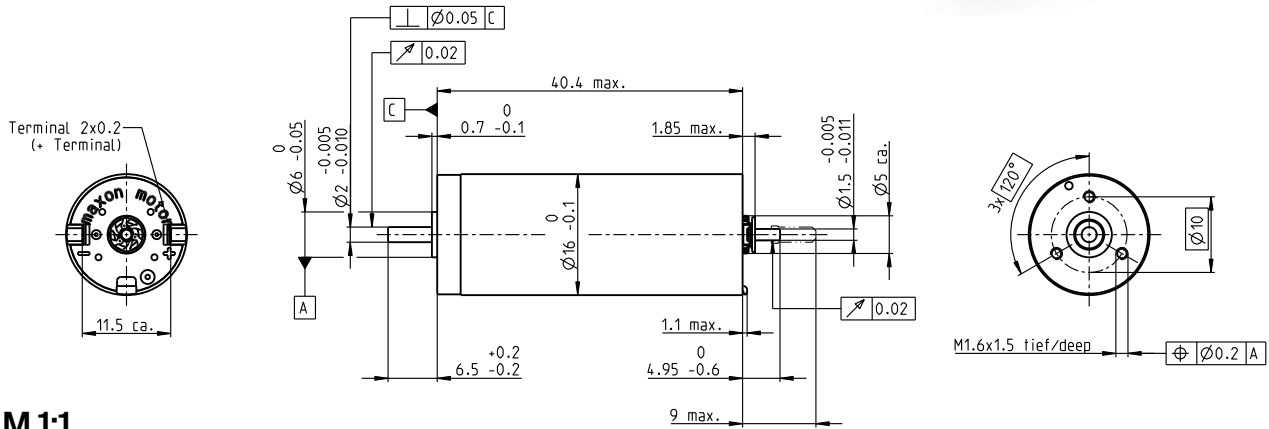 ⊥ Ø0.05 C
↗ 0.02
40.4 max.
C
0
0.7 -0.1
1.85 max.
Terminal 2x0.2
(+ Terminal)
0
Ø6 -0.05
-0.005
Ø2 -0.010
-0.005
Ø1.5 -0.011
Ø5 ca.
3x 120°
maxon motor
- +
0
Ø16 -0.1
Ø10
A
↗ 0.02
11.5 ca.
1.1 max.
M1.6x1.5 tief/deep
⌖ Ø0.2 A
+0.2
6.5 -0.2
0
4.95 -0.6
9 max.
M 1:1